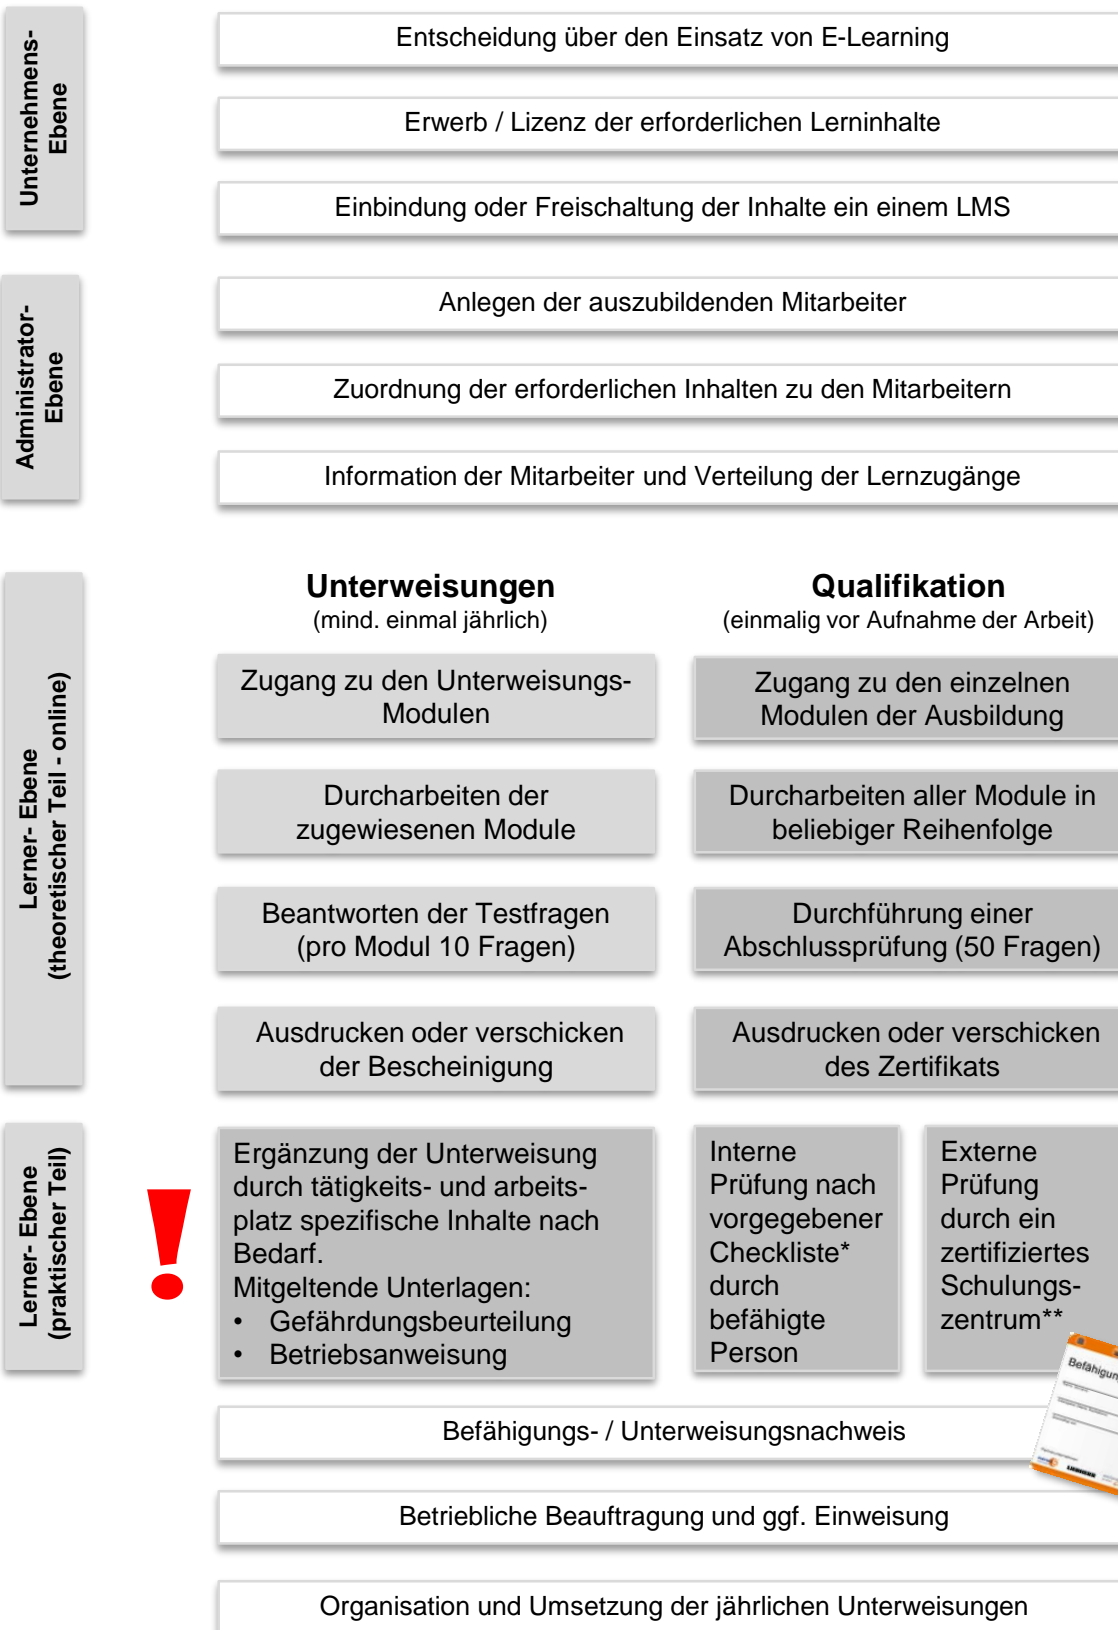 Unternehmens-
Ebene
Entscheidung über den Einsatz von E-Learning
Erwerb / Lizenz der erforderlichen Lerninhalte
Einbindung oder Freischaltung der Inhalte ein einem LMS
Administrator-
Ebene
Anlegen der auszubildenden Mitarbeiter
Zuordnung der erforderlichen Inhalten zu den Mitarbeitern
Information der Mitarbeiter und Verteilung der Lernzugänge
Lerner- Ebene
(theoretischer Teil - online)
Unterweisungen
(mind. einmal jährlich)
Zugang zu den Unterweisungs-
Modulen
Durcharbeiten der
zugewiesenen Module
Beantworten der Testfragen
(pro Modul 10 Fragen)
Ausdrucken oder verschicken
der Bescheinigung
Qualifikation
(einmalig vor Aufnahme der Arbeit)
Zugang zu den einzelnen
Modulen der Ausbildung
Durcharbeiten aller Module in
beliebiger Reihenfolge
Durchführung einer
Abschlussprüfung (50 Fragen)
Ausdrucken oder verschicken
des Zertifikats
Lerner- Ebene
(praktischer Teil)
!
Ergänzung der Unterweisung
durch tätigkeits- und arbeits-
platz spezifische Inhalte nach
Bedarf.
Mitgeltende Unterlagen:
• Gefährdungsbeurteilung
• Betriebsanweisung
Interne
Prüfung nach
vorgegebener
Checkliste*
durch
befähigte
Person
Externe
Prüfung
durch ein
zertifiziertes
Schulungs-
zentrum**
Befähigun
Befähigungs- / Unterweisungsnachweis
Betriebliche Beauftragung und ggf. Einweisung
Organisation und Umsetzung der jährlichen Unterweisungen